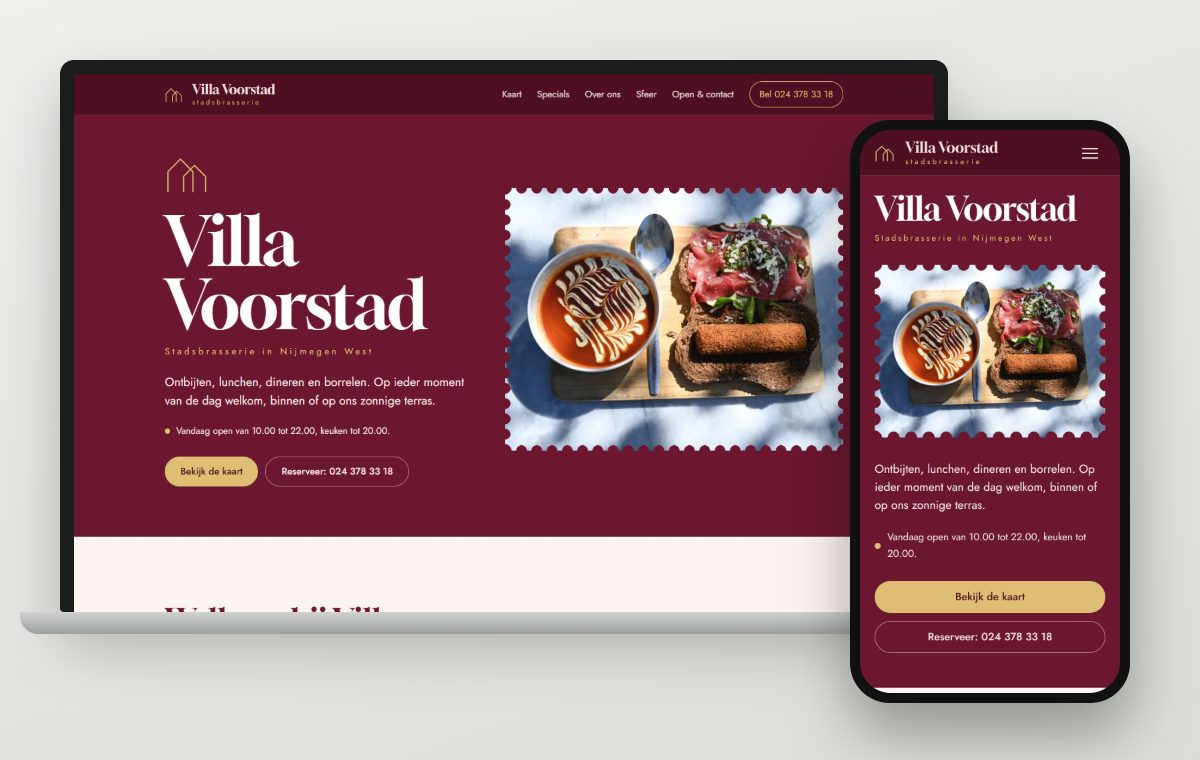 Villa Voorstad
stadsbrasserie
Kaart Specials Over ons Sfeer Open & contact Bel 024 378 33 18
Villa
Voorstad
Stadsbrasserie in Nijmegen West
Ontbijten, lunchen, dineren en borrelen. Op ieder moment
van de dag welkom, binnen of op ons zonnige terras.
Vandaag open van 10.00 tot 22.00, keuken tot 20.00.
Bekijk de kaart Reserveer: 024 378 33 18
Villa Voorstad
stadsbrasserie
Villa Voorstad
Stadsbrasserie in Nijmegen West
Ontbijten, lunchen, dineren en borrelen. Op
ieder moment van de dag welkom, binnen of
op ons zonnige terras.
Vandaag open van 10.00 tot 22.00, keuken tot
20.00.
Bekijk de kaart
Reserveer: 024 378 33 18